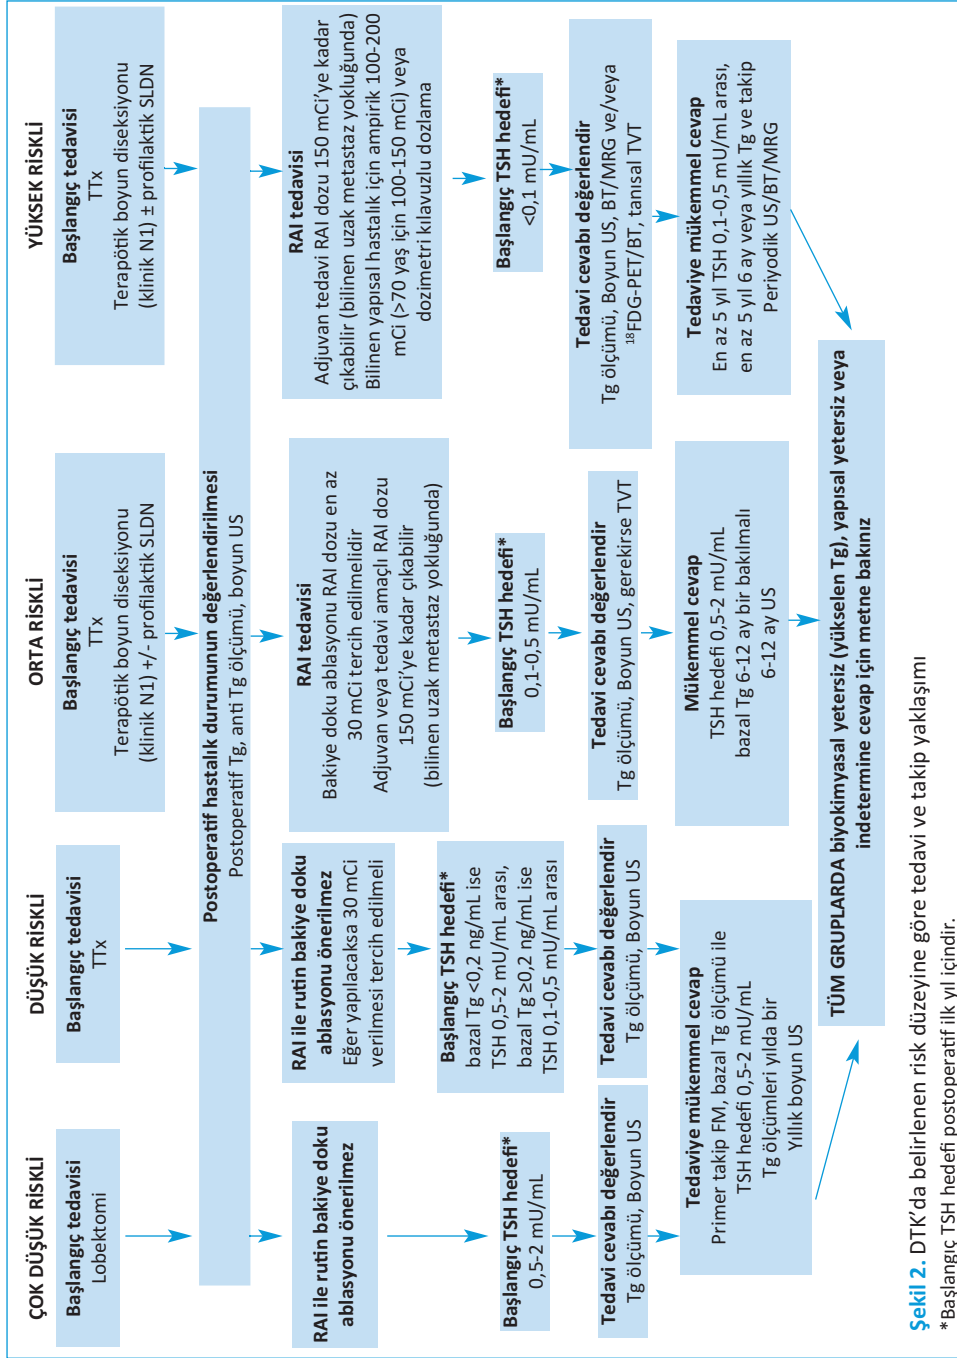 ÇOK DÜŞÜK RİSKLİ
Başlangıç tedavisi
Lobektomi
DÜŞÜK RİSKLİ
Başlangıç tedavisi
TTx
ORTA RİSKLİ
Başlangıç tedavisi
TTx
Terapötik boyun diseksiyonu
(klinik N1) +/- profilaktik SLDN
YÜKSEK RİSKLİ
Başlangıç tedavisi
TTx
Terapötik boyun diseksiyonu
(klinik N1) ± profilaktik SLDN
Postoperatif hastalık durumunun değerlendirilmesi
Postoperatif Tg, anti Tg ölçümü, boyun US
RAI ile rutin bakiye doku
ablasyonu önerilmez
RAI ile rutin bakiye doku
ablasyonu önerilmez
Eğer yapılacaksa 30 mCi
verilmesi tercih edilmeli
RAI tedavisi
Bakiye doku ablasyonu RAI dozu en az
30 mCi tercih edilmelidir
Adjuvan veya tedavi amaçlı RAI dozu
150 mCi’ye kadar çıkabilir
(bilinen uzak metastaz yokluğunda)
RAI tedavisi
Adjuvan tedavi RAI dozu 150 mCi’ye kadar
çıkabilir (bilinen uzak metastaz yokluğunda)
Bilinen yapısal hastalık için ampirik 100-200
mCi (>70 yaş için 100-150 mCi) veya
dozimetri kılavuzlu dozlama
Başlangıç TSH hedefi*
0,5-2 mU/mL
Başlangıç TSH hedefi*
bazal Tg <0,2 ng/mL ise
TSH 0,5-2 mU/mL arası,
bazal Tg ≥0,2 ng/mL ise
TSH 0,1-0,5 mU/mL arası
Başlangıç TSH hedefi*
0,1-0,5 mU/mL
Başlangıç TSH hedefi*
<0,1 mU/mL
Tedavi cevabı değerlendir
Tg ölçümü, Boyun US
Tedavi cevabı değerlendir
Tg ölçümü, Boyun US
Tedavi cevabı değerlendir
Tg ölçümü, Boyun US, gerekirse TVT
Tedavi cevabı değerlendir
Tg ölçümü, Boyun US, BT/MRG ve/veya
¹⁸FDG-PET/BT, tanısal TVT
Tedaviye mükemmel cevap
Primer takip FM, bazal Tg ölçümü ile
TSH hedefi 0,5-2 mU/mL
Tg ölçümleri yılda bir
Yıllık boyun US
Mükemmel cevap
TSH hedefi 0,5-2 mU/mL
bazal Tg 6-12 ay bir bakılmalı
6-12 ay US
Tedaviye mükemmel cevap
En az 5 yıl TSH 0,1-0,5 mU/mL arası,
en az 5 yıl 6 ay veya yıllık Tg ve takip
Periyodik US/BT/MRG
TÜM GRUPLARDA biyokimyasal yetersiz (yükselen Tg), yapısal yetersiz veya
indetermine cevap için metne bakınız
Şekil 2. DTK’da belirlenen risk düzeyine göre tedavi ve takip yaklaşımı
*Başlangıç TSH hedefi postoperatif ilk yıl içindir.